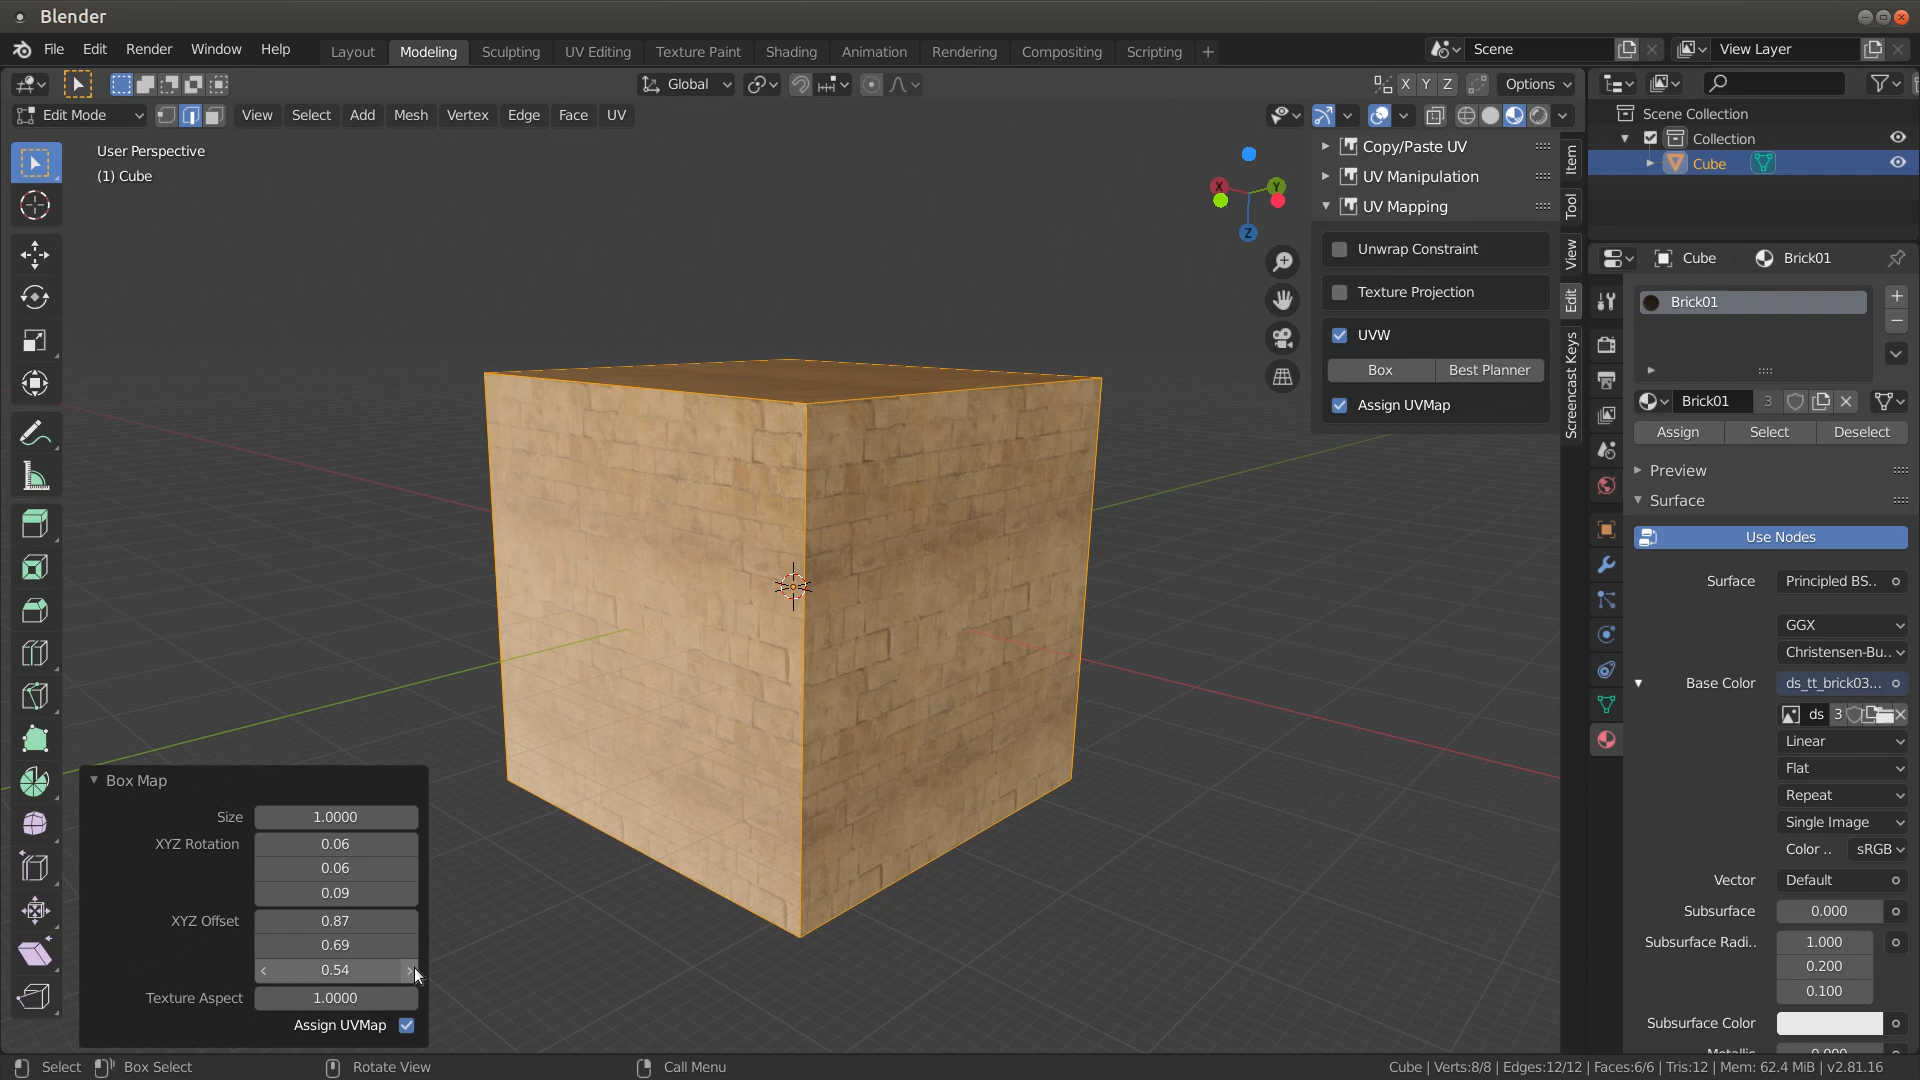 Blender
File Edit Render Window Help
Layout Modeling Sculpting UV Editing Texture Paint Shading Animation Rendering Compositing Scripting +
Scene
View Layer
Global
X Y Z
Options
Edit Mode
View Select Add Mesh Vertex Edge Face UV
User Perspective
(1) Cube
X
Y
Z
Copy/Paste UV
UV Manipulation
UV Mapping
Unwrap Constraint
Texture Projection
UVW
Box Best Planner
Assign UVMap
Item
Tool
View
Edit
Screencast Keys
Scene Collection
Collection
Cube
Cube Brick01
Brick01
Brick01 3
Assign Select Deselect
Preview
Surface
Use Nodes
Surface Principled BS..
GGX
Christensen-Bu..
Base Color ds_tt_brick03...
ds 3
Linear
Flat
Repeat
Single Image
Color .. sRGB
Vector Default
Subsurface 0.000
Subsurface Radi.. 1.000
0.200
0.100
Subsurface Color
Metallic 0.000
Box Map
Size 1.0000
XYZ Rotation 0.06
0.06
0.09
XYZ Offset 0.87
0.69
0.54
Texture Aspect 1.0000
Assign UVMap
Select Box Select Rotate View Call Menu
Cube | Verts:8/8 | Edges:12/12 | Faces:6/6 | Tris:12 | Mem: 62.4 MiB | v2.81.16